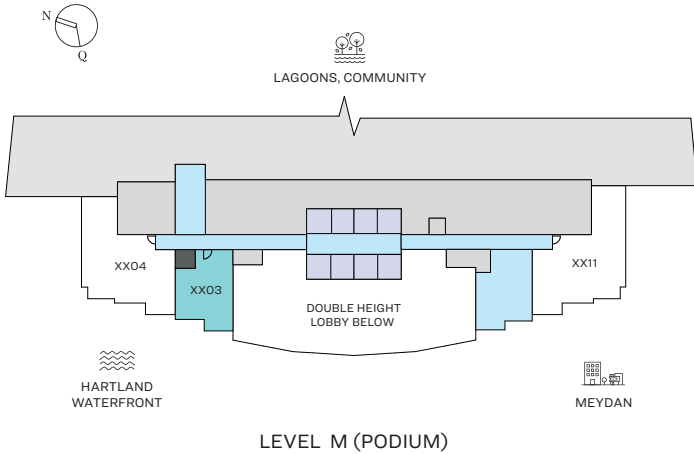 N
Q
LAGOONS, COMMUNITY
XX04
XX03
XX11
DOUBLE HEIGHT
LOBBY BELOW
HARTLAND
WATERFRONT
MEYDAN
LEVEL M (PODIUM)